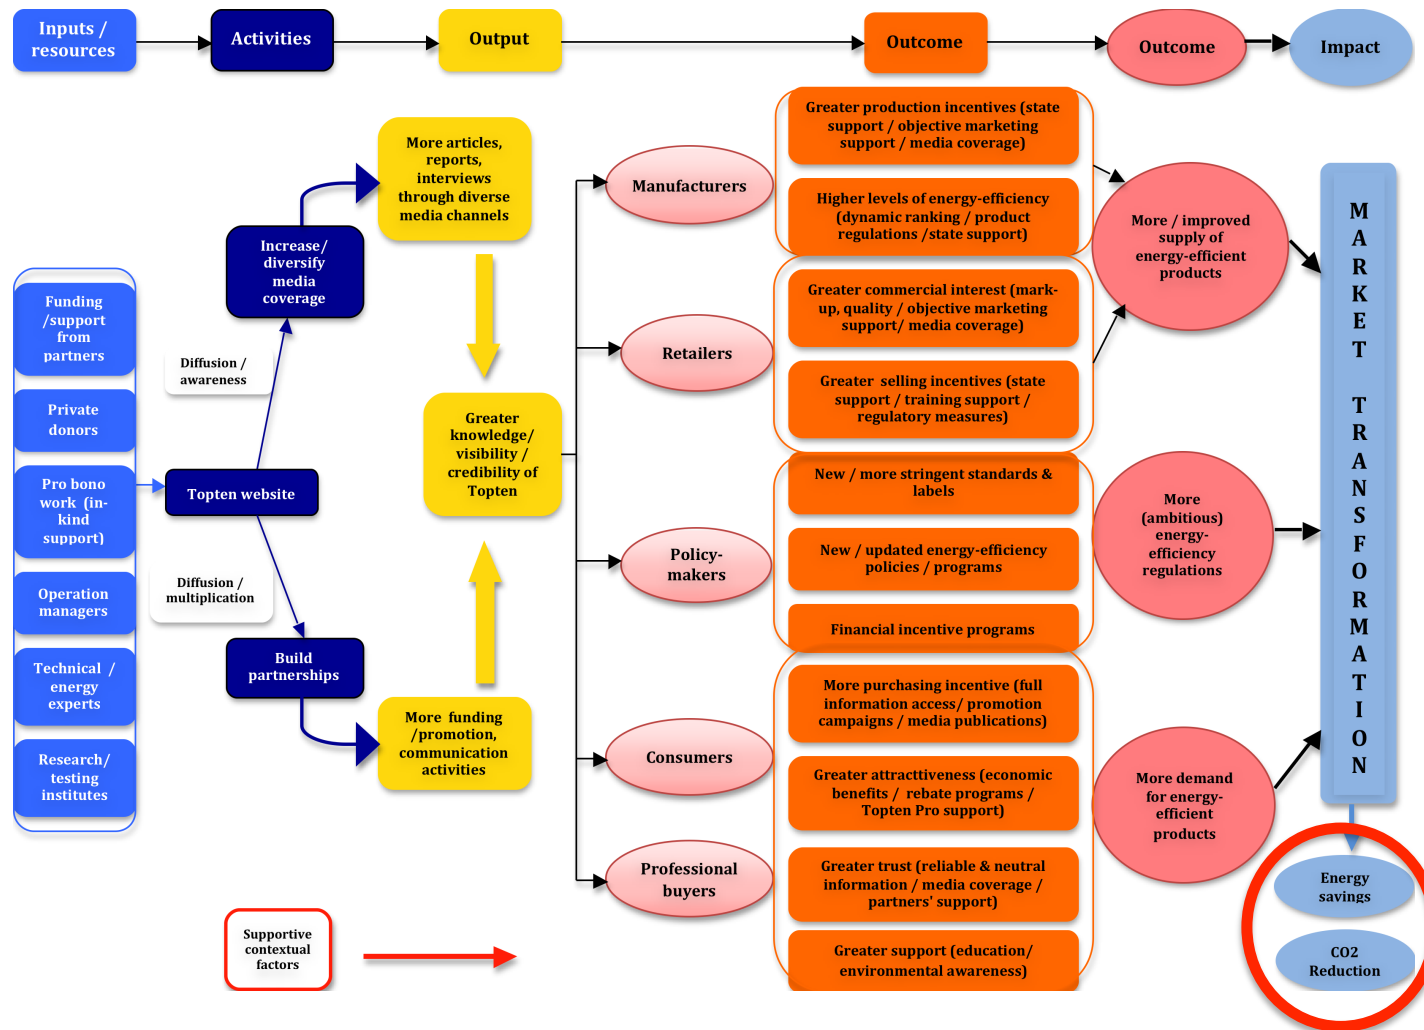 Inputs /
resources
Activities
Output
Outcome
Outcome
Impact
Funding
/support
from
partners
Private
donors
Pro bono
work (in-
kind
support)
Operation
managers
Technical /
energy
experts
Research/
testing
institutes
Diffusion /
awareness
Topten website
Diffusion /
multiplication
Increase/
diversify
media
coverage
Build
partnerships
More articles,
reports,
interviews
through diverse
media channels
Greater
knowledge/
visibility /
credibility of
Topten
More funding
/promotion,
communication
activities
Supportive
contextual
factors
Manufacturers
Retailers
Policy-
makers
Consumers
Professional
buyers
Greater production incentives (state
support / objective marketing
support / media coverage)
Higher levels of energy-efficiency
(dynamic ranking / product
regulations /state support)
Greater commercial interest (mark-
up, quality / objective marketing
support/ media coverage)
Greater selling incentives (state
support / training support /
regulatory measures)
New / more stringent standards &
labels
New / updated energy-efficiency
policies / programs
Financial incentive programs
More purchasing incentive (full
information access/ promotion
campaigns / media publications)
Greater attracttiveness (economic
benefits / rebate programs /
Topten Pro support)
Greater trust (reliable & neutral
information / media coverage /
partners' support)
Greater support (education/
environmental awareness)
More / improved
supply of
energy-efficient
products
More
(ambitious)
energy-
efficiency
regulations
More demand
for energy-
efficient
products
MARKET TRANSFORMATION
Energy
savings
CO2
Reduction